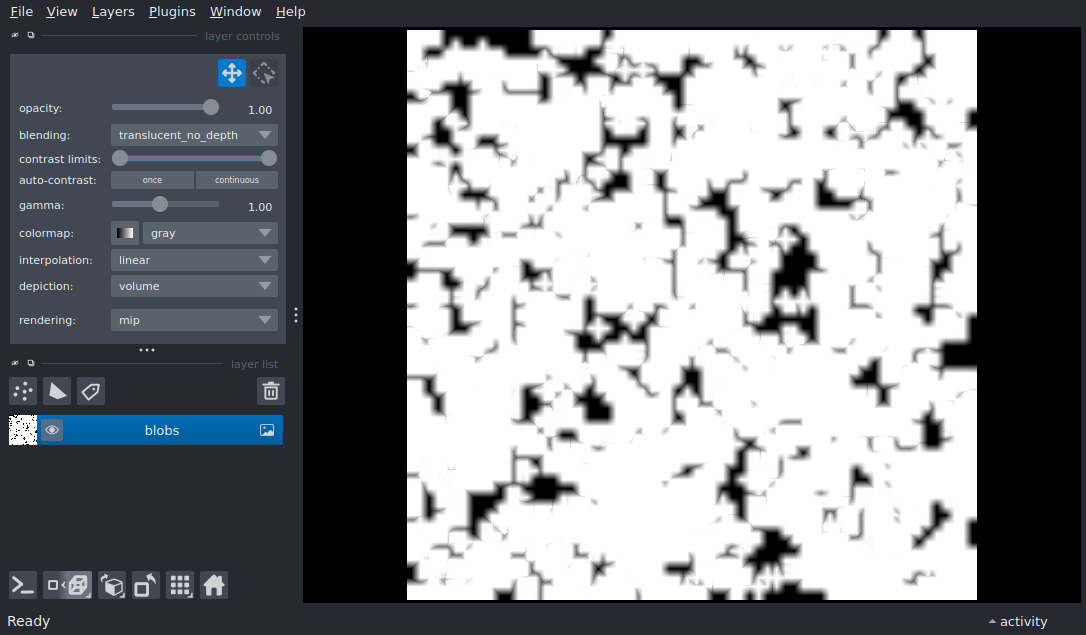 File View Layers Plugins Window Help
layer controls
opacity: 1.00
blending: translucent_no_depth
contrast limits:
auto-contrast: once continuous
gamma: 1.00
colormap: gray
interpolation: linear
depiction: volume
rendering: mip
layer list
blobs
Ready activity